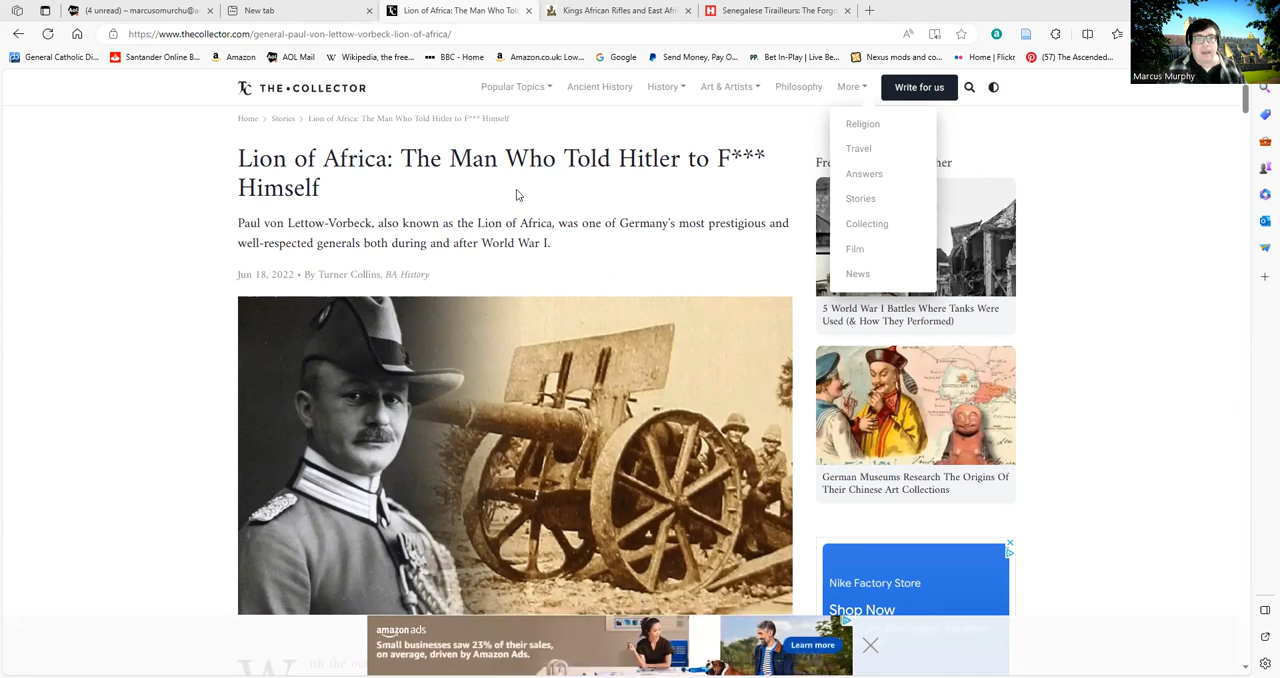 (4 unread) – marcusomurchu@a
New tab
Lion of Africa: The Man Who Tol
Kings African Rifles and East Afri
Senegalese Tirailleurs: The Forgo
https://www.thecollector.com/general-paul-von-lettow-vorbeck-lion-of-africa/
General Catholic Di...
Santander Online B...
Amazon
AOL Mail
Wikipedia, the free...
BBC - Home
Amazon.co.uk: Low...
Google
Send Money, Pay O...
Bet In-Play | Live Be...
Nexus mods and co...
Home | Flickr
(57) The Ascended...
Marcus Murphy
THE•COLLECTOR
Popular Topics
Ancient History
History
Art & Artists
Philosophy
More
Write for us
Home
Stories
Lion of Africa: The Man Who Told Hitler to F*** Himself
Religion
Travel
Answers
Stories
Collecting
Film
News
Lion of Africa: The Man Who Told Hitler to F***
Himself
Paul von Lettow-Vorbeck, also known as the Lion of Africa, was one of Germany's most prestigious and
well-respected generals both during and after World War I.
Jun 18, 2022 • By Turner Collins, BA History
Fre
her
5 World War I Battles Where Tanks Were
Used (& How They Performed)
German Museums Research The Origins Of
Their Chinese Art Collections
Nike Factory Store
Shop Now
amazon ads
Small businesses saw 23% of their sales,
on average, driven by Amazon Ads.
Learn more